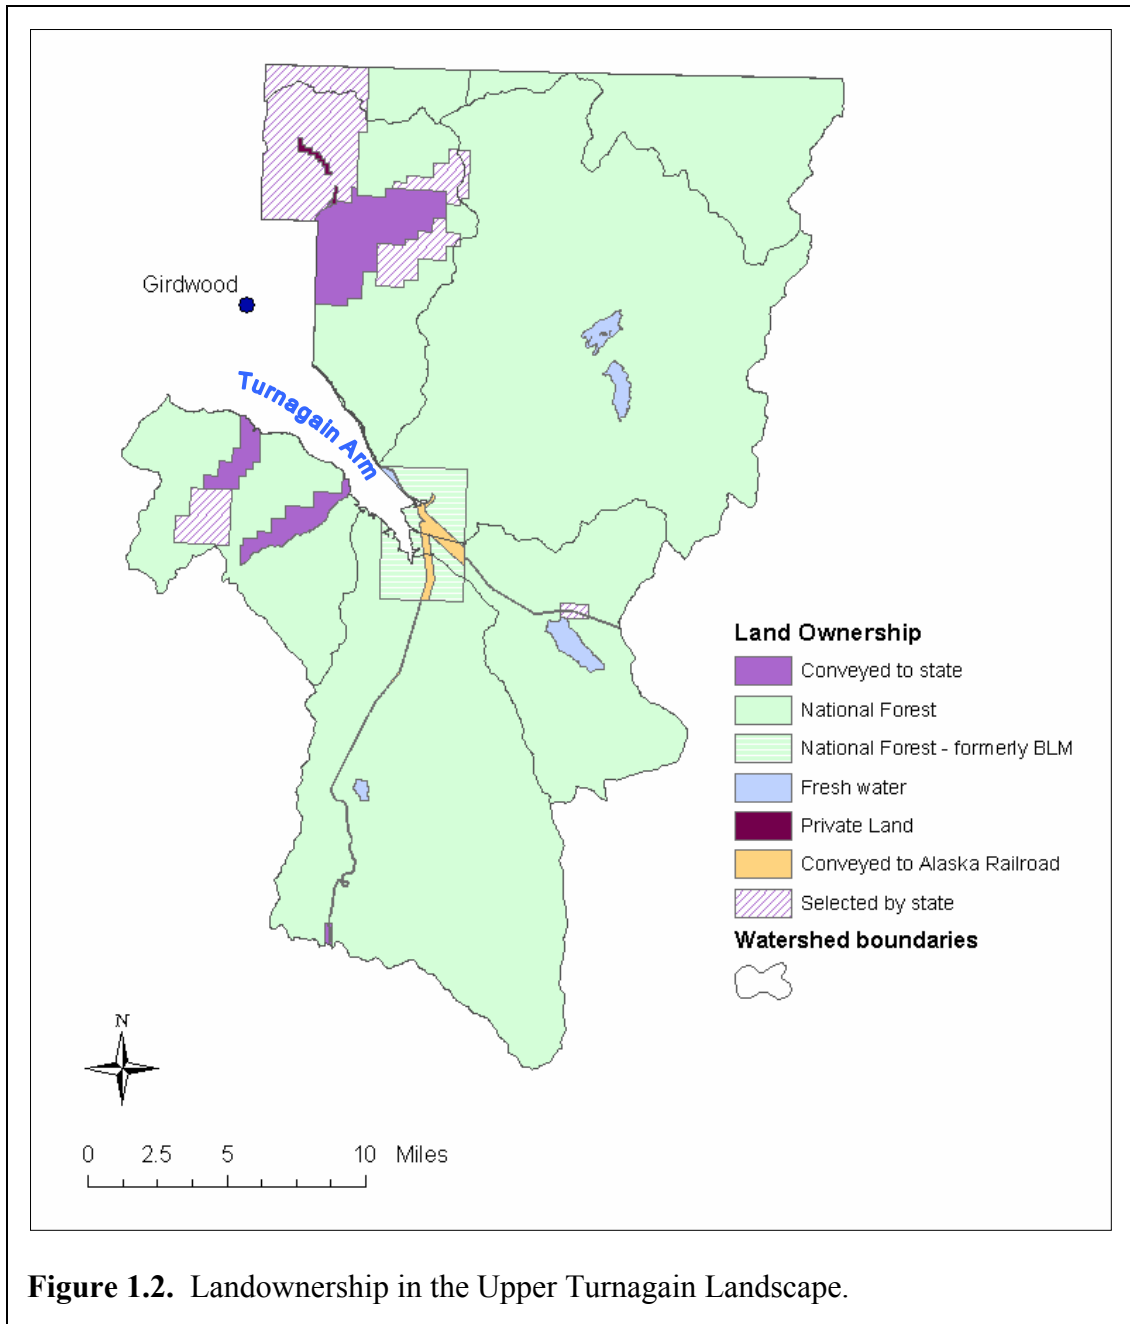 Girdwood
Turnagain Arm
Land Ownership
Conveyed to state
National Forest
National Forest - formerly BLM
Fresh water
Private Land
Conveyed to Alaska Railroad
Selected by state
Watershed boundaries
N
0 2.5 5 10 Miles
Figure 1.2. Landownership in the Upper Turnagain Landscape.